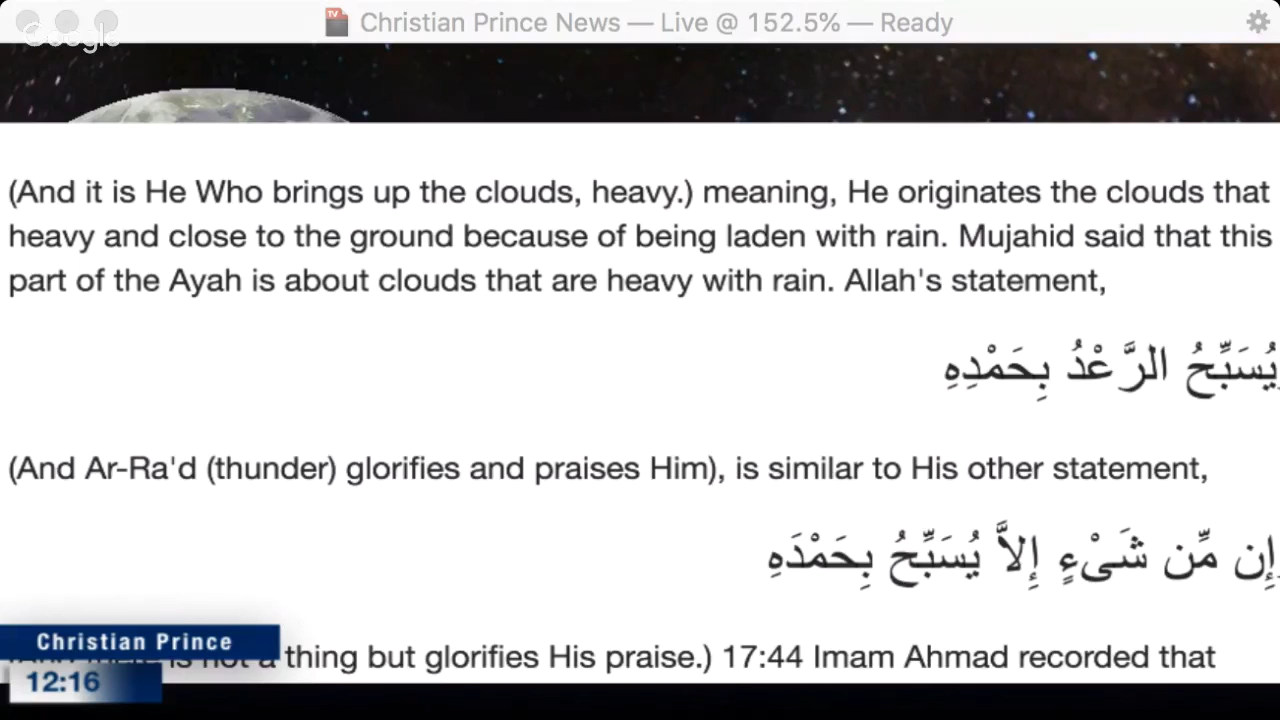 Christian Prince News — Live @ 152.5% — Ready
Google
(And it is He Who brings up the clouds, heavy.) meaning, He originates the clouds that
heavy and close to the ground because of being laden with rain. Mujahid said that this
part of the Ayah is about clouds that are heavy with rain. Allah's statement,
يُسَبِّحُ الرَّعْدُ بِحَمْدِهِ
(And Ar-Ra'd (thunder) glorifies and praises Him), is similar to His other statement,
إِن مِّن شَىْءٍ إِلاَّ يُسَبِّحُ بِحَمْدَهِ
is not a thing but glorifies His praise.) 17:44 Imam Ahmad recorded that
Christian Prince
12:16